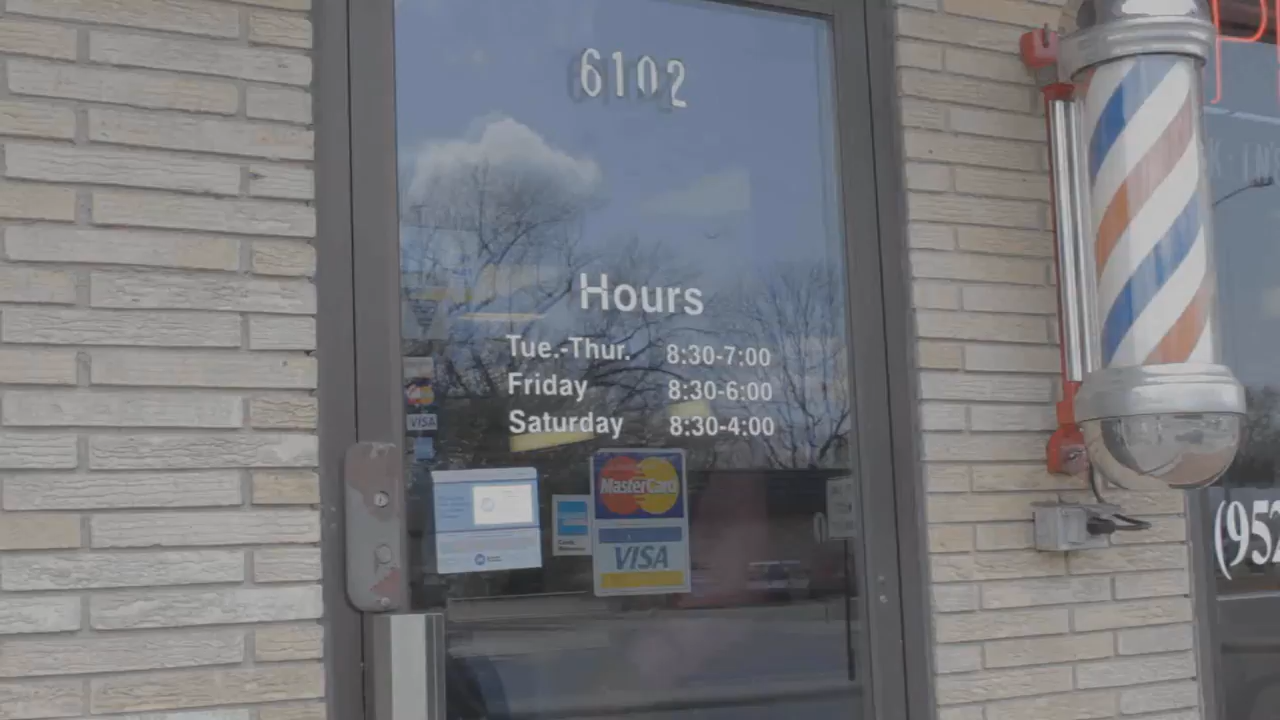 6102
Hours
Tue.-Thur. 8:30-7:00
Friday 8:30-6:00
Saturday 8:30-4:00
VISA
MasterCard
VISA
(952